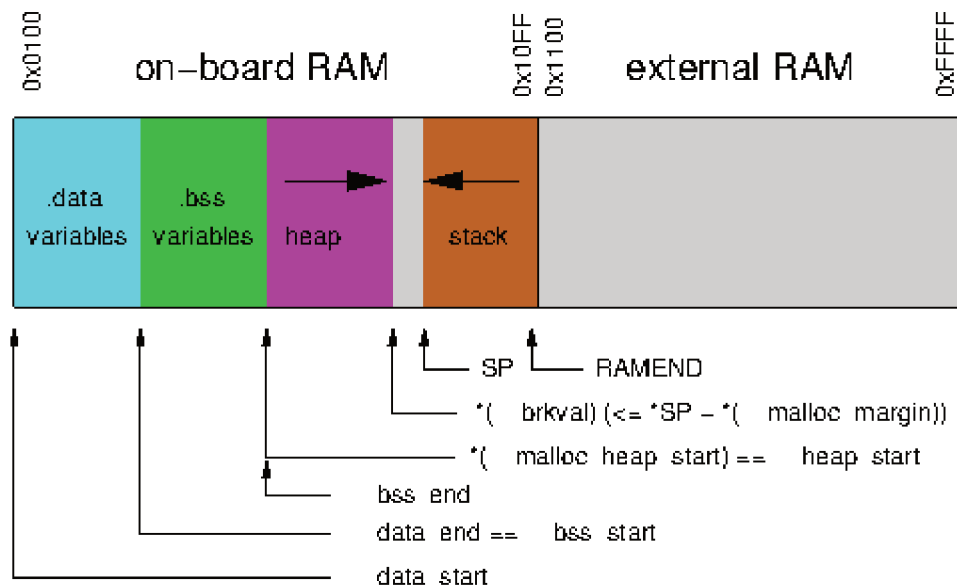 0x0100
on-board RAM
0x10FF
0x1100
external RAM
0xFFFF
.data
variables
.bss
variables
heap
stack
SP
RAMEND
*( brkval) (<= *SP - *( malloc margin))
*( malloc heap start) == heap start
bss end
data end == bss start
data start